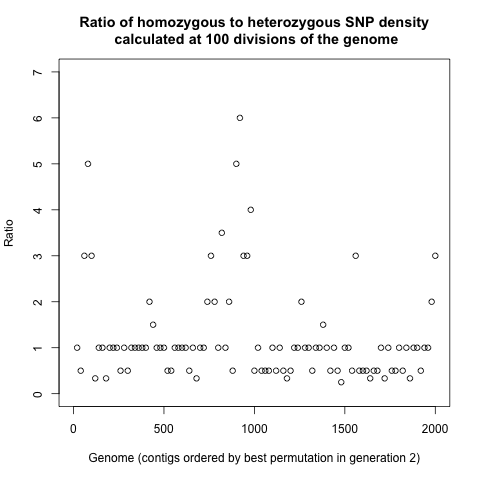 Ratio of homozygous to heterozygous SNP density
calculated at 100 divisions of the genome
7
6
5
4
3
2
1
0
Ratio
0 500 1000 1500 2000
Genome (contigs ordered by best permutation in generation 2)